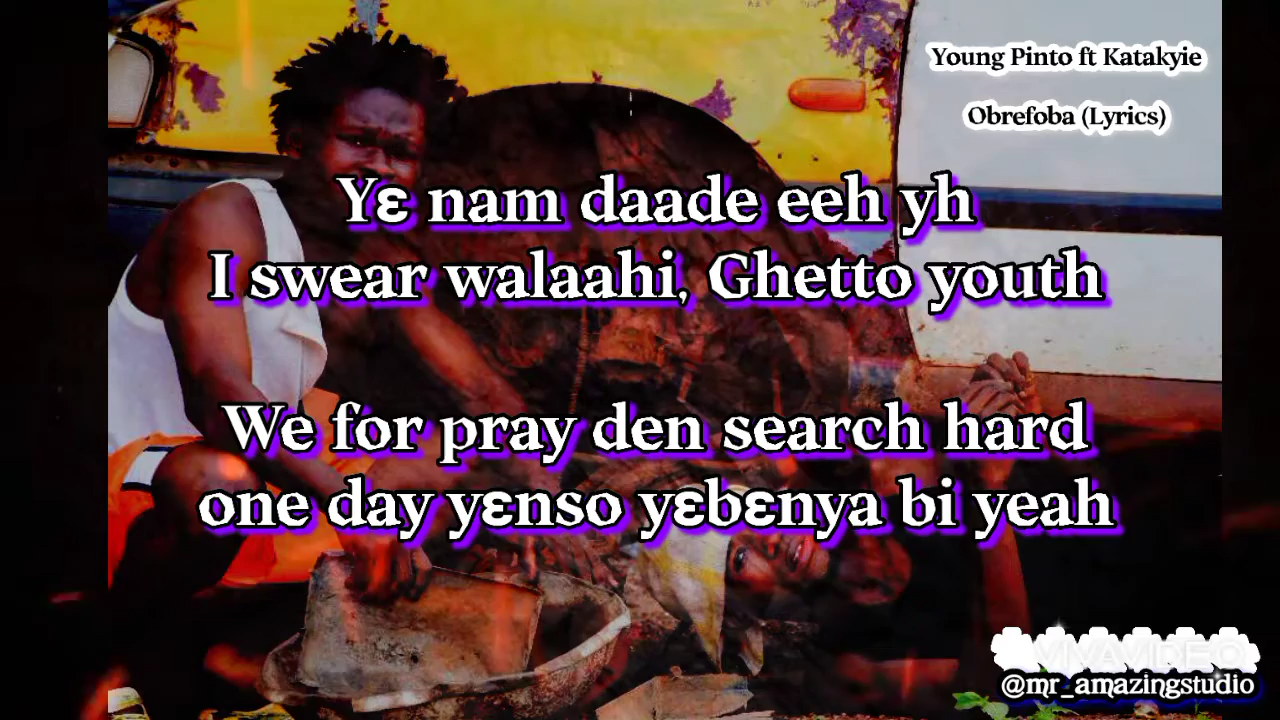 Young Pinto ft Katakyie
Obrefoba (Lyrics)
Yɛ nam daade eeh yh
I swear walaahi, Ghetto youth
We for pray den search hard
one day yɛnso yɛbɛnya bi yeah
VIVAVIDEO
@mr_amazingstudio